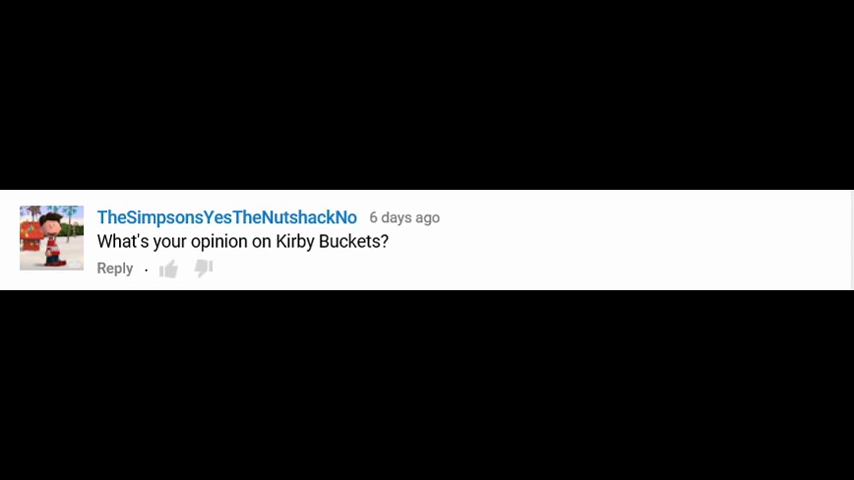 TheSimpsonsYesTheNutshackNo 6 days ago
What's your opinion on Kirby Buckets?
Reply ·